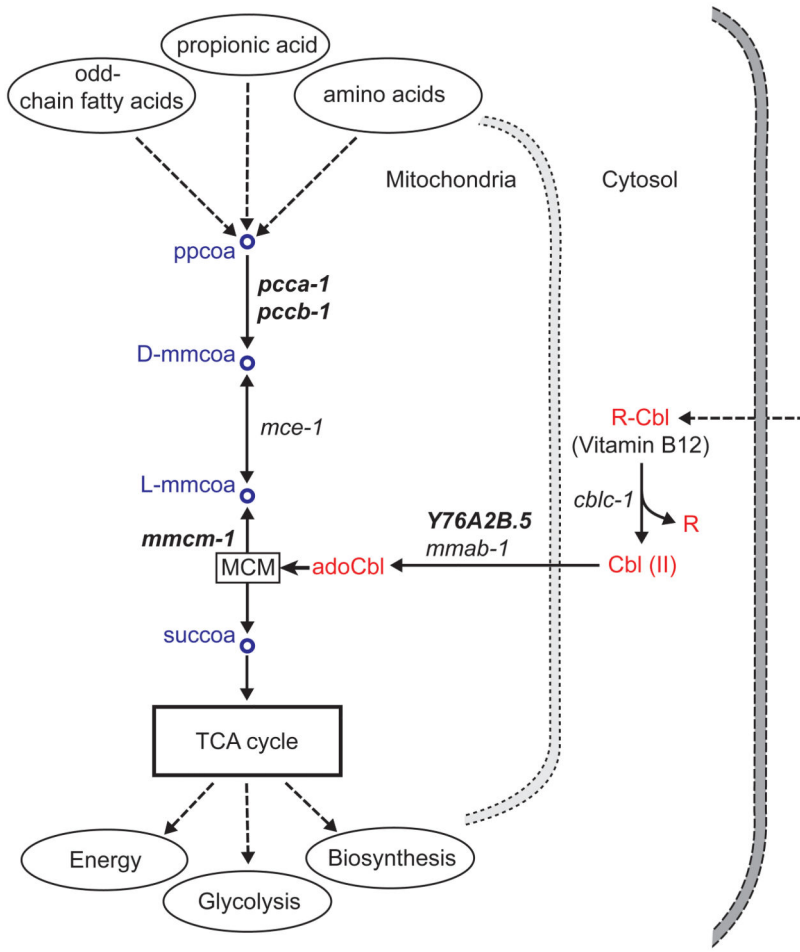 propionic acid
odd-
chain fatty acids
amino acids
Mitochondria
Cytosol
ppcoa
pcca-1
pccb-1
D-mmcoa
mce-1
R-Cbl
(Vitamin B12)
L-mmcoa
cblc-1
R
mmcm-1
Y76A2B.5
mmab-1
MCM
adoCbl
Cbl (II)
succoa
TCA cycle
Energy
Biosynthesis
Glycolysis